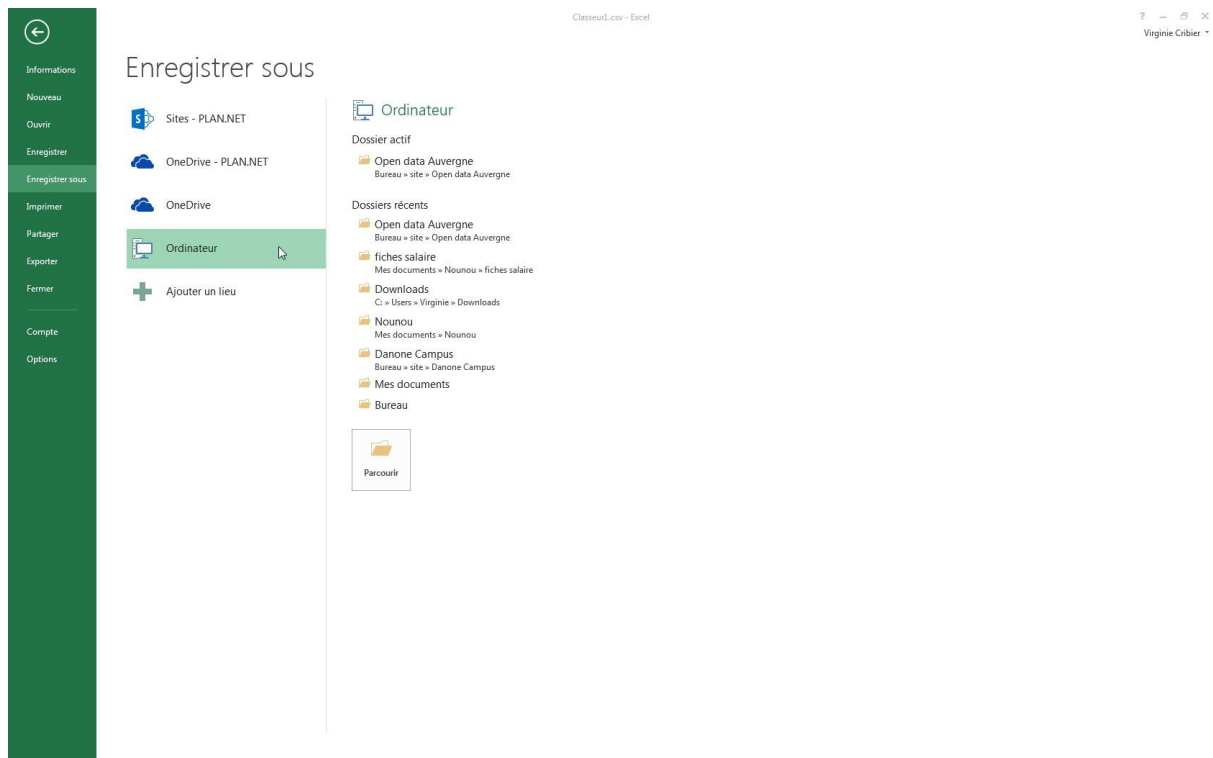 Classeur1.csv - Excel
?
Virginie Cribier
Informations
Nouveau
Ouvrir
Enregistrer
Enregistrer sous
Imprimer
Partager
Exporter
Fermer
Compte
Options
Enregistrer sous
Sites - PLAN.NET
OneDrive - PLAN.NET
OneDrive
Ordinateur
Ajouter un lieu
Ordinateur
Dossier actif
Open data Auvergne
Bureau » site » Open data Auvergne
Dossiers récents
Open data Auvergne
Bureau » site » Open data Auvergne
fiches salaire
Mes documents » Nounou » fiches salaire
Downloads
C: » Users » Virginie » Downloads
Nounou
Mes documents » Nounou
Danone Campus
Bureau » site » Danone Campus
Mes documents
Bureau
Parcourir